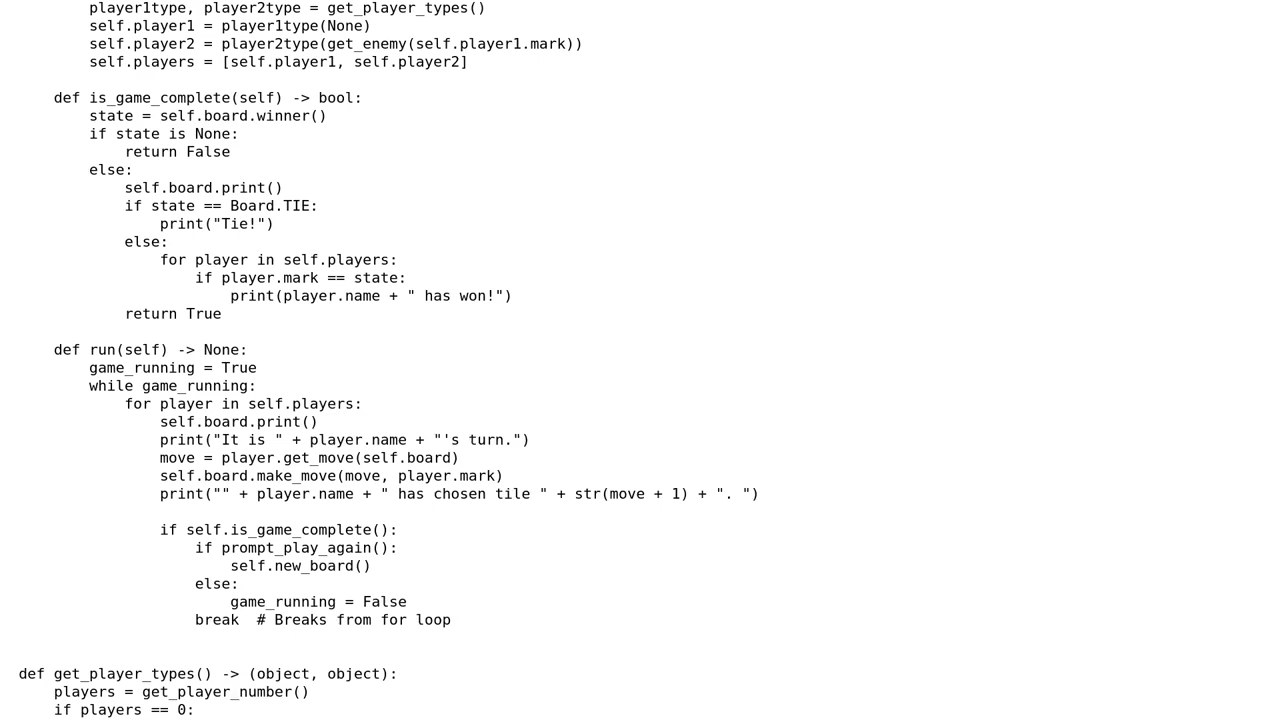 player1type, player2type = get_player_types()
        self.player1 = player1type(None)
        self.player2 = player2type(get_enemy(self.player1.mark))
        self.players = [self.player1, self.player2]

    def is_game_complete(self) -> bool:
        state = self.board.winner()
        if state is None:
            return False
        else:
            self.board.print()
            if state == Board.TIE:
                print("Tie!")
            else:
                for player in self.players:
                    if player.mark == state:
                        print(player.name + " has won!")
            return True

    def run(self) -> None:
        game_running = True
        while game_running:
            for player in self.players:
                self.board.print()
                print("It is " + player.name + "'s turn.")
                move = player.get_move(self.board)
                self.board.make_move(move, player.mark)
                print("" + player.name + " has chosen tile " + str(move + 1) + ". ")

                if self.is_game_complete():
                    if prompt_play_again():
                        self.new_board()
                    else:
                        game_running = False
                    break  # Breaks from for loop


def get_player_types() -> (object, object):
    players = get_player_number()
    if players == 0: